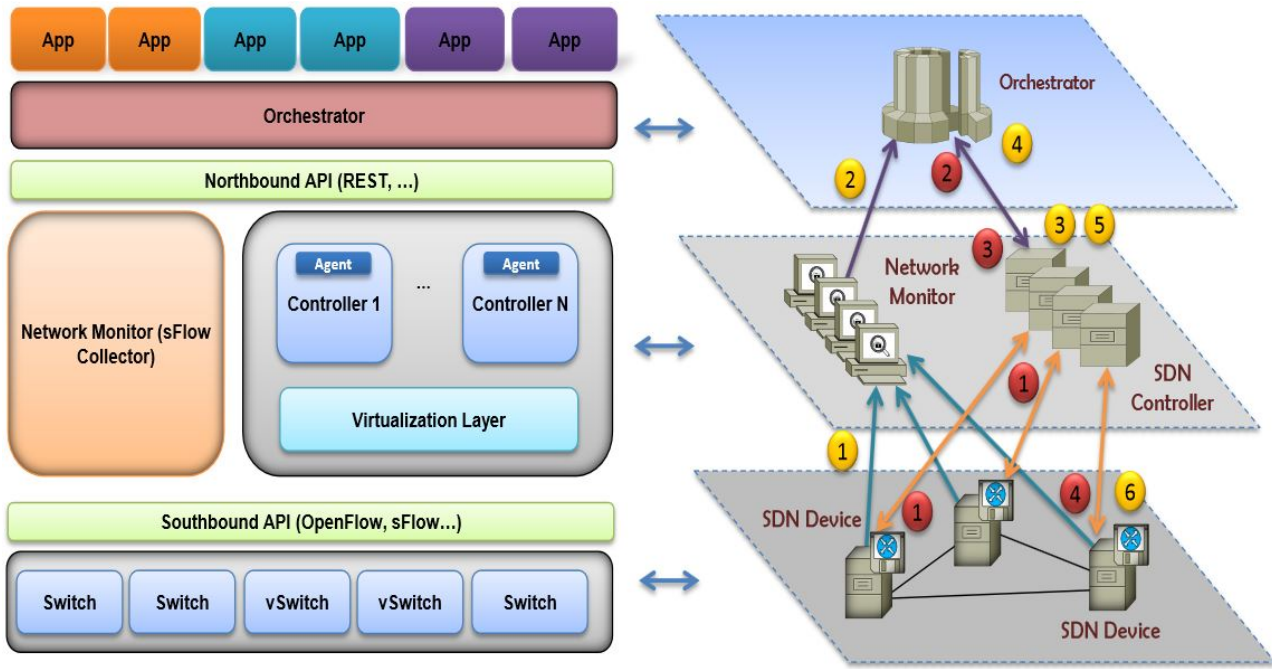 App
App
App
App
App
App
Orchestrator
Northbound API (REST, ...)
Network Monitor (sFlow
Collector)
Agent
Controller 1
...
Agent
Controller N
Virtualization Layer
Southbound API (OpenFlow, sFlow...)
Switch
Switch
vSwitch
vSwitch
Switch
Orchestrator
4
2
2
3
5
3
Network
Monitor
1
SDN
Controller
1
SDN Device
1
4
6
SDN Device